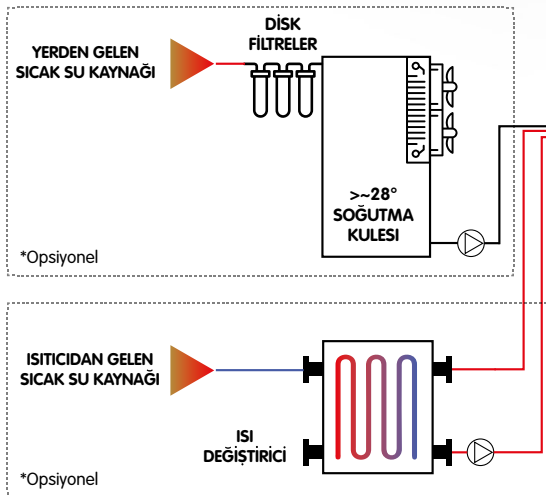 DİSK
FİLTRELER
YERDEN GELEN
SICAK SU KAYNAĞI
>~28°
SOĞUTMA
KULESI
*Opsiyonel
ISITICIDAN GELEN
SICAK SU KAYNAĞI
ISI
DEĞİŞTİRİCİ
*Opsiyonel